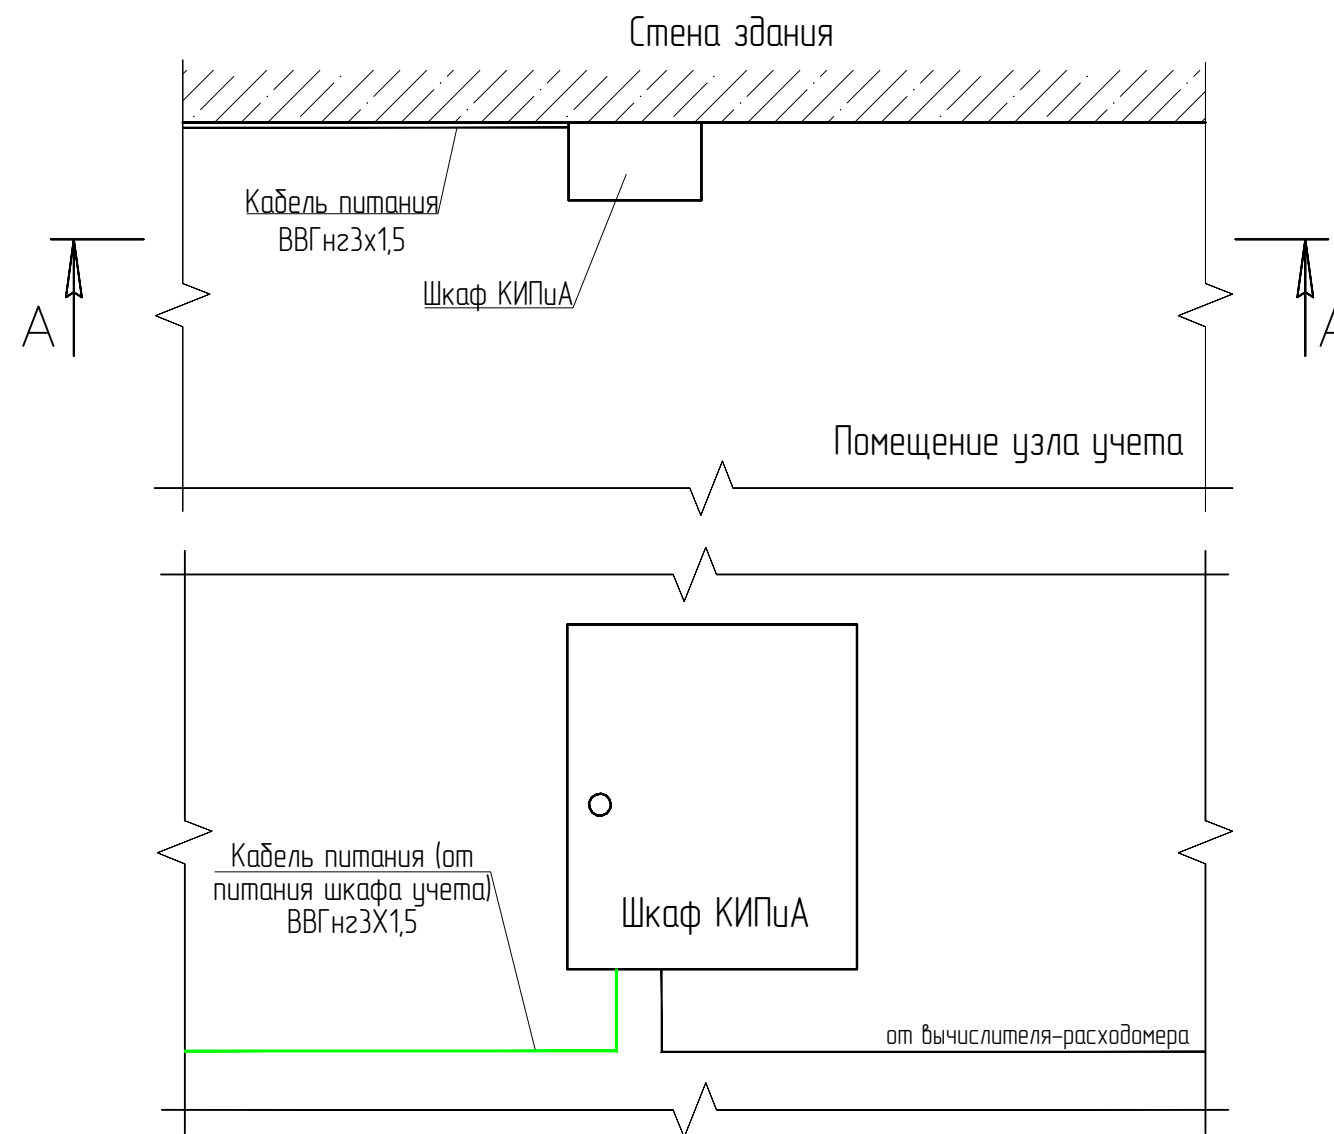 Стена здания
Кабель питания
ВВГнг3х1,5
Шкаф КИПиА
А
А
Помещение узла учета
Кабель питания (от
питания шкафа учета)
ВВГнг3Х1,5
Шкаф КИПиА
от вычислителя-расходомера